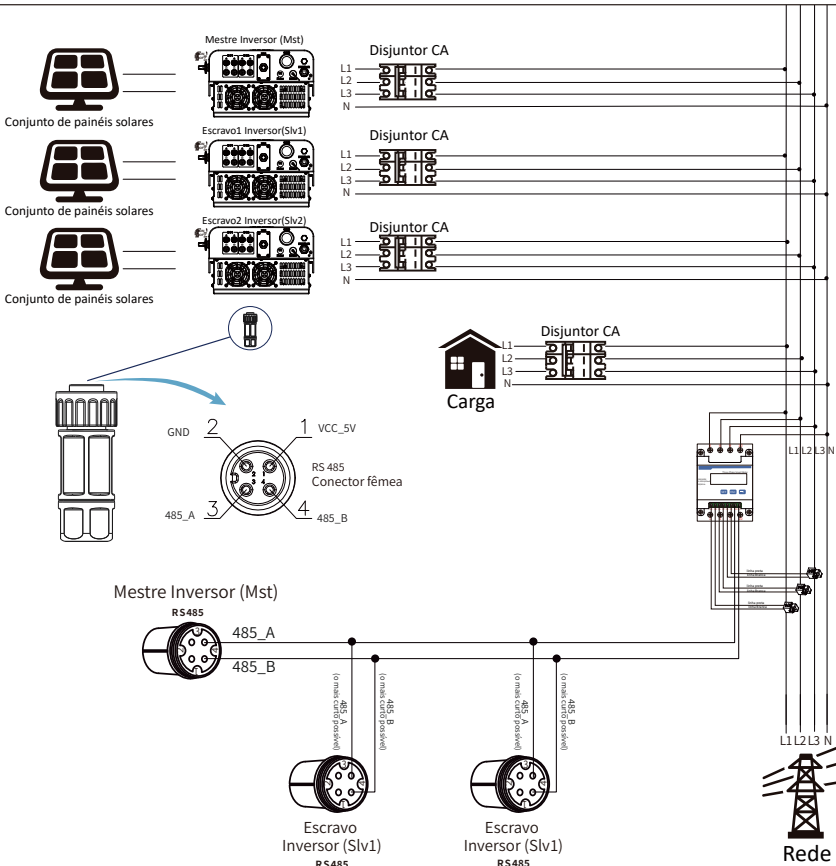 Mestre Inversor (Mst)
Disjuntor CA
L1
L2
L3
N
Conjunto de painéis solares
Escravo1 Inversor(Slv1)
Disjuntor CA
L1
L2
L3
N
Conjunto de painéis solares
Escravo2 Inversor(Slv2)
Disjuntor CA
L1
L2
L3
N
Conjunto de painéis solares
Disjuntor CA
L1
L2
L3
N
Carga
GND 2
1 VCC_5V
2 1
3 4
RS 485
Conector fêmea
485_A 3
4 485_B
L1 L2 L3 N
Mestre Inversor (Mst)
RS485
485_A
485_B
485_A
(o mais curto possível)
485_B
(o mais curto possível)
485_A
(o mais curto possível)
485_B
(o mais curto possível)
Escravo
Inversor (Slv1)
RS485
Escravo
Inversor (Slv1)
RS485
L1 L2 L3 N
Rede